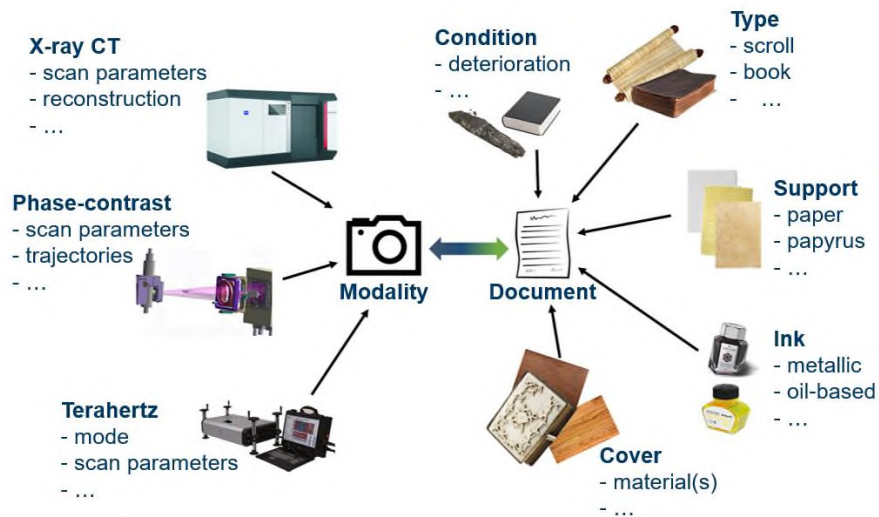 X-ray CT
- scan parameters
- reconstruction
- ...
Phase-contrast
- scan parameters
- trajectories
- ...
Terahertz
- mode
- scan parameters
- ...
Modality
Document
Condition
- deterioration
- ...
Type
- scroll
- book
- ...
Support
- paper
- papyrus
- ...
Ink
- metallic
- oil-based
- ...
Cover
- material(s)
- ...